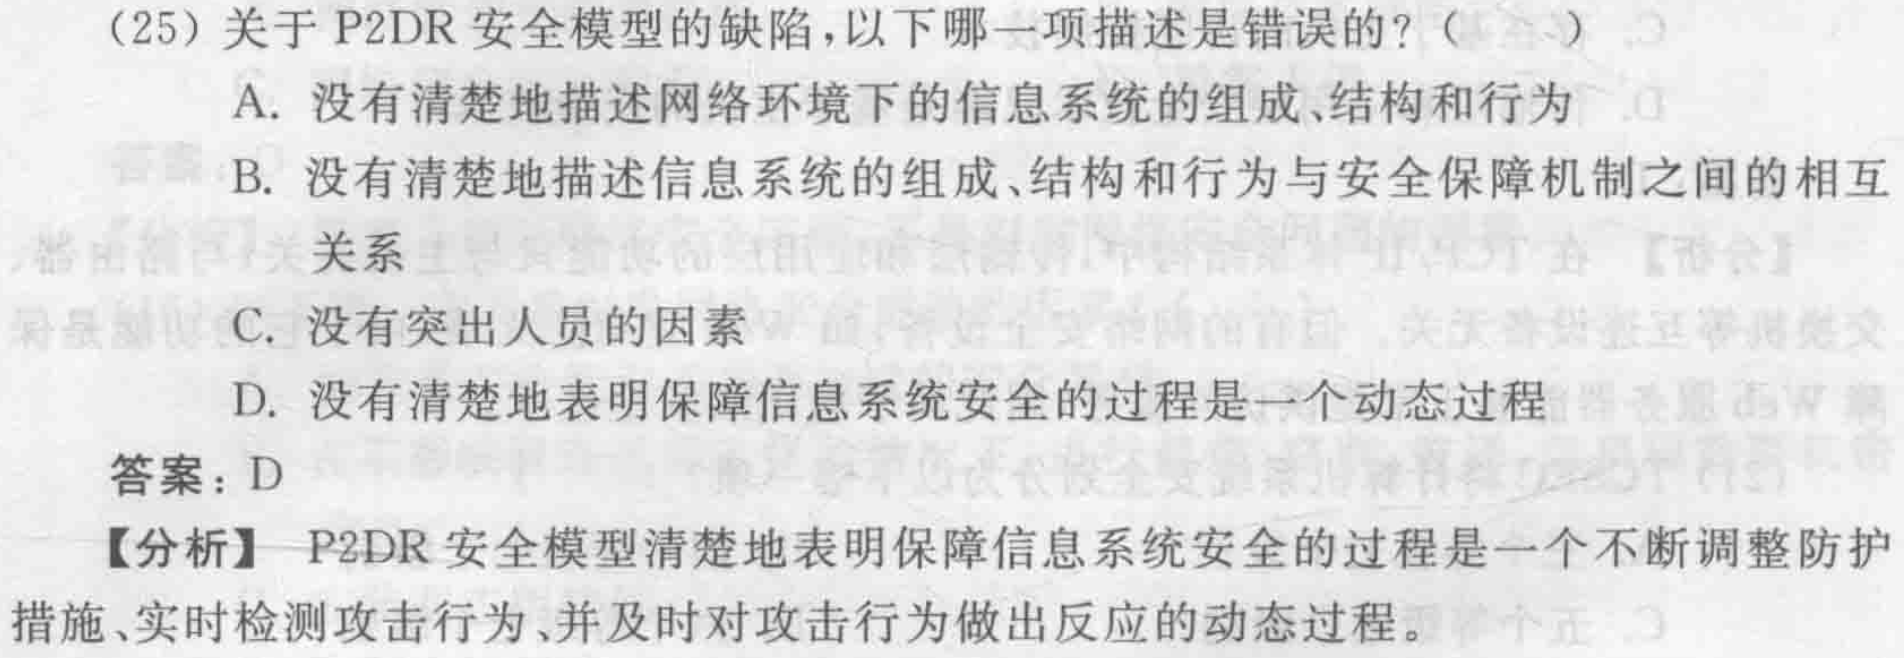 (25) 关于 P2DR 安全模型的缺陷,以下哪一项描述是错误的?(　　)
A. 没有清楚地描述网络环境下的信息系统的组成、结构和行为
B. 没有清楚地描述信息系统的组成、结构和行为与安全保障机制之间的相互
关系
C. 没有突出人员的因素
D. 没有清楚地表明保障信息系统安全的过程是一个动态过程
答案:D
【分析】 P2DR 安全模型清楚地表明保障信息系统安全的过程是一个不断调整防护
措施、实时检测攻击行为、并及时对攻击行为做出反应的动态过程。